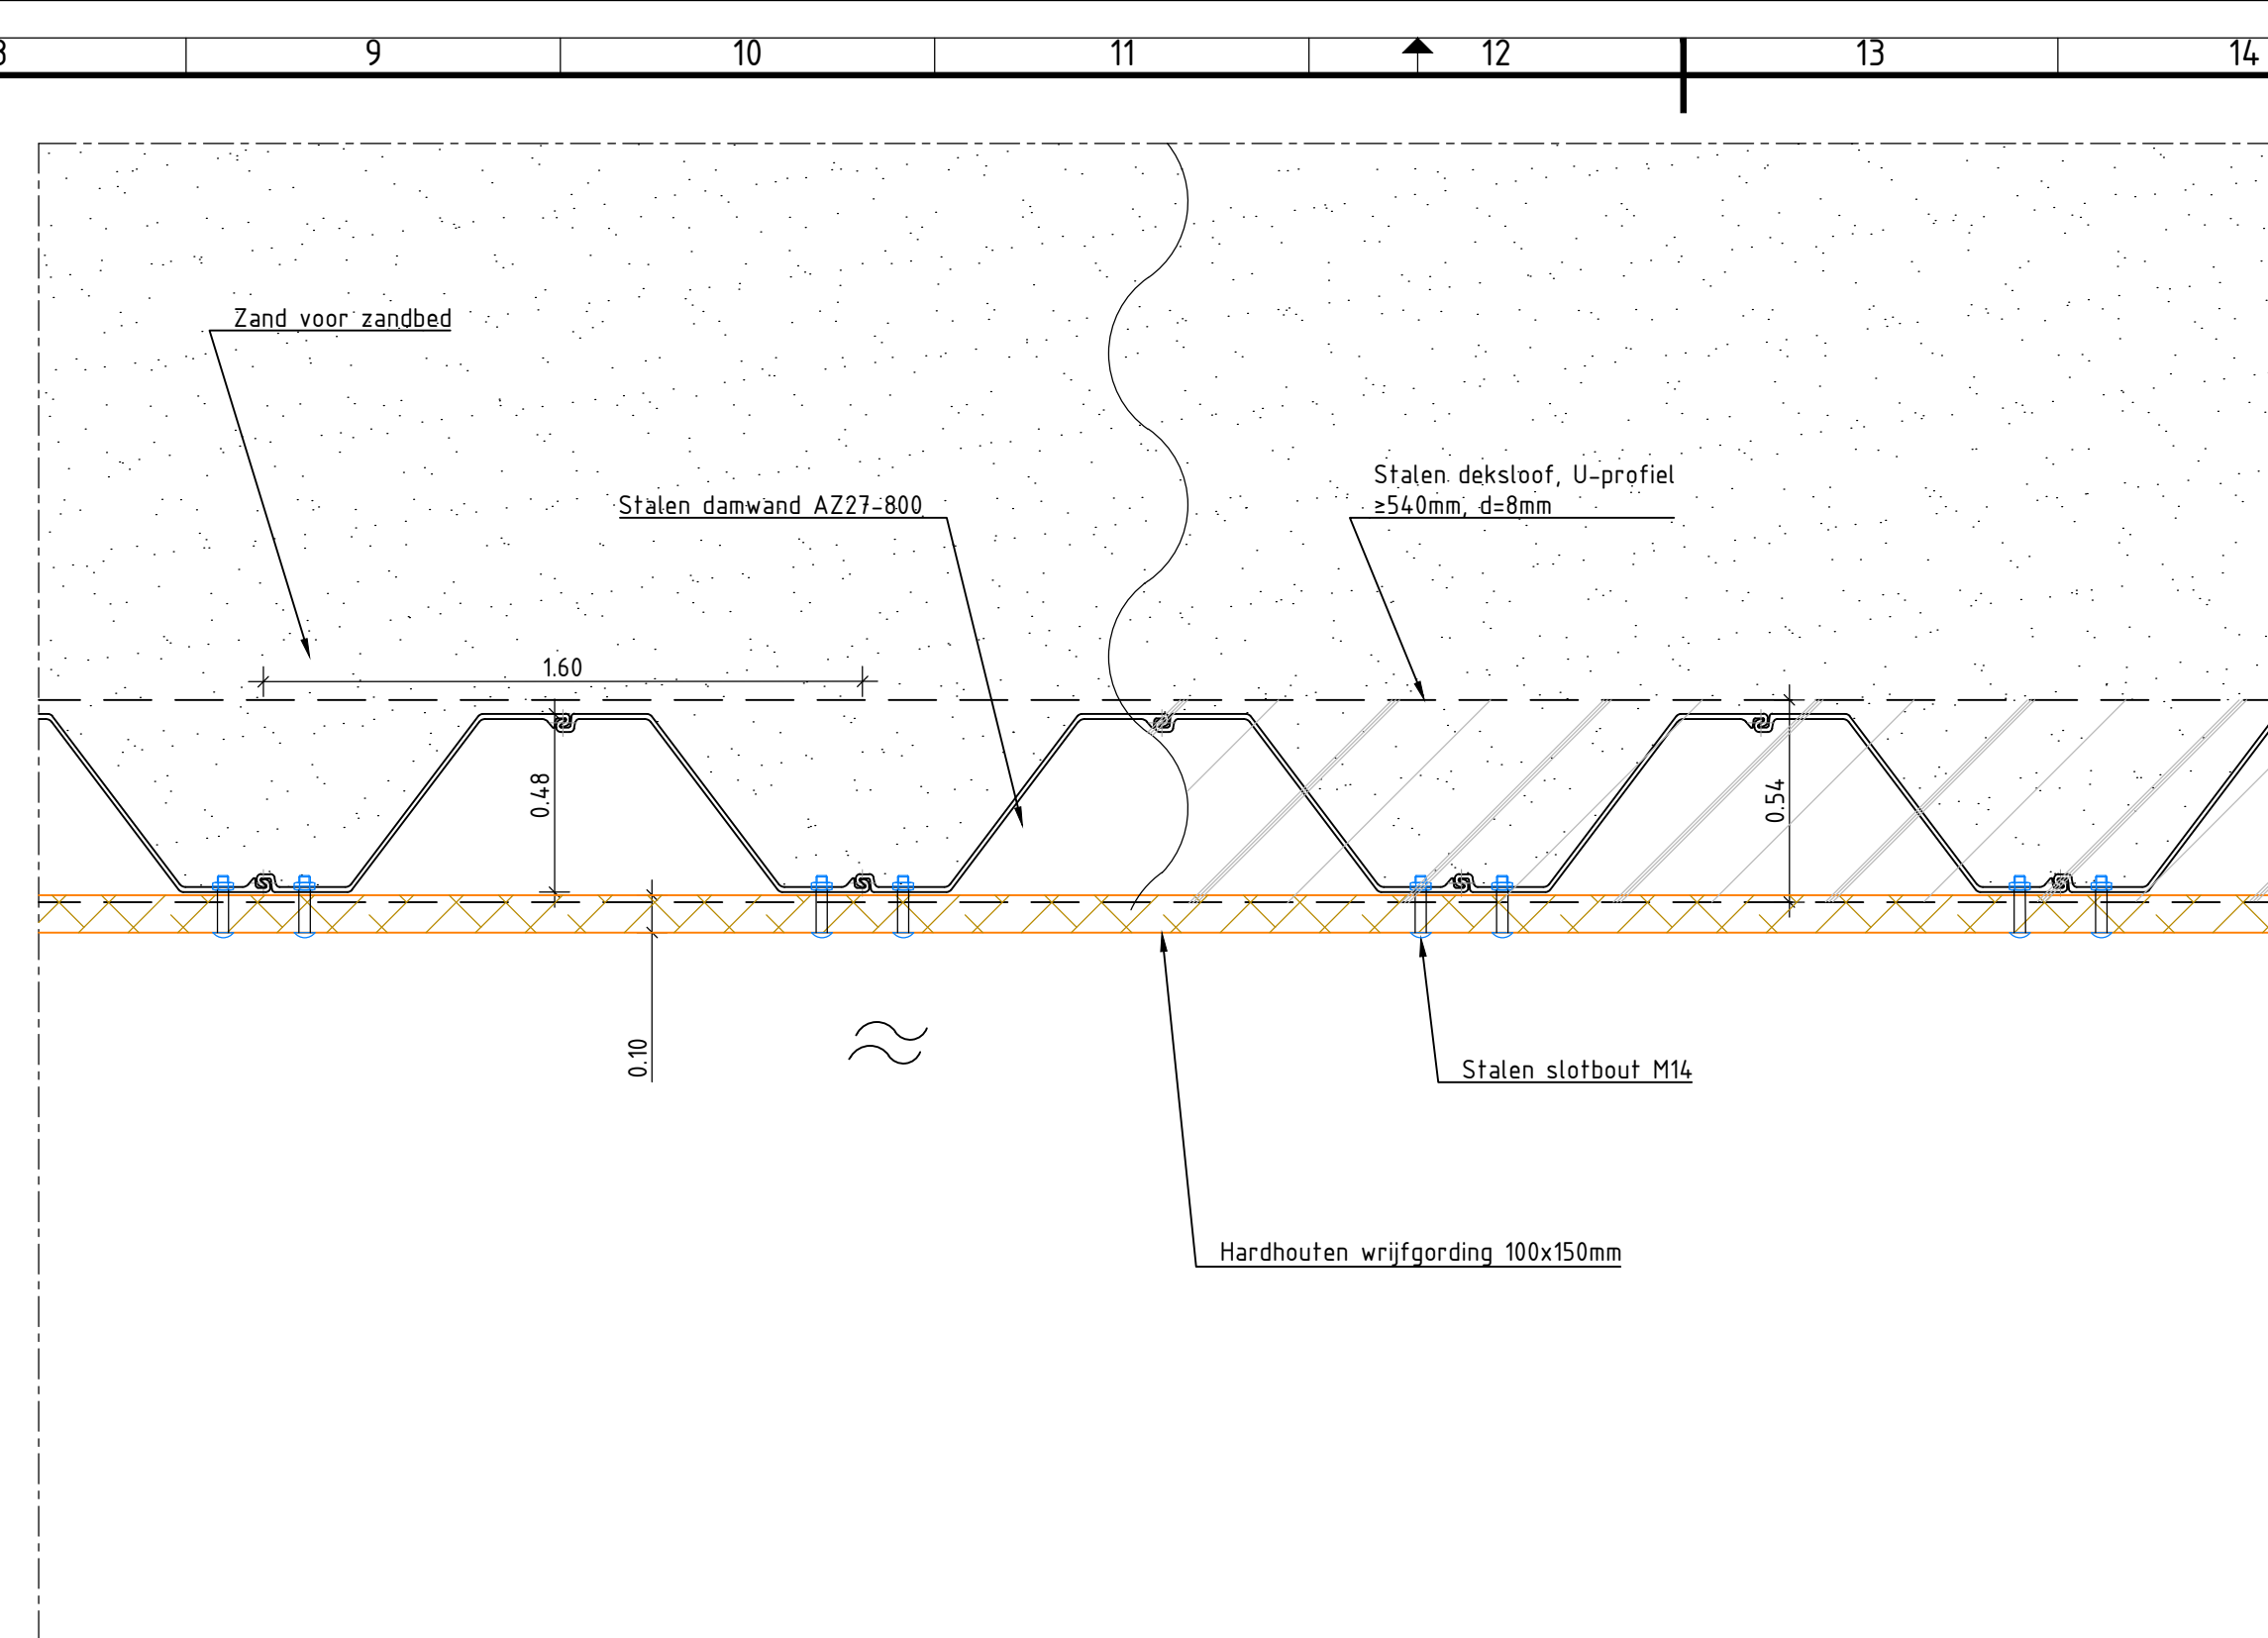 9 10 11 12 13 14
Zand voor zandbed
Stalen deksloof, U-profiel
≥540mm, d=8mm
Stalen damwand AZ27-800
1.60
0.48
0.54
0.10
Stalen slotbout M14
Hardhouten wrijfgording 100x150mm